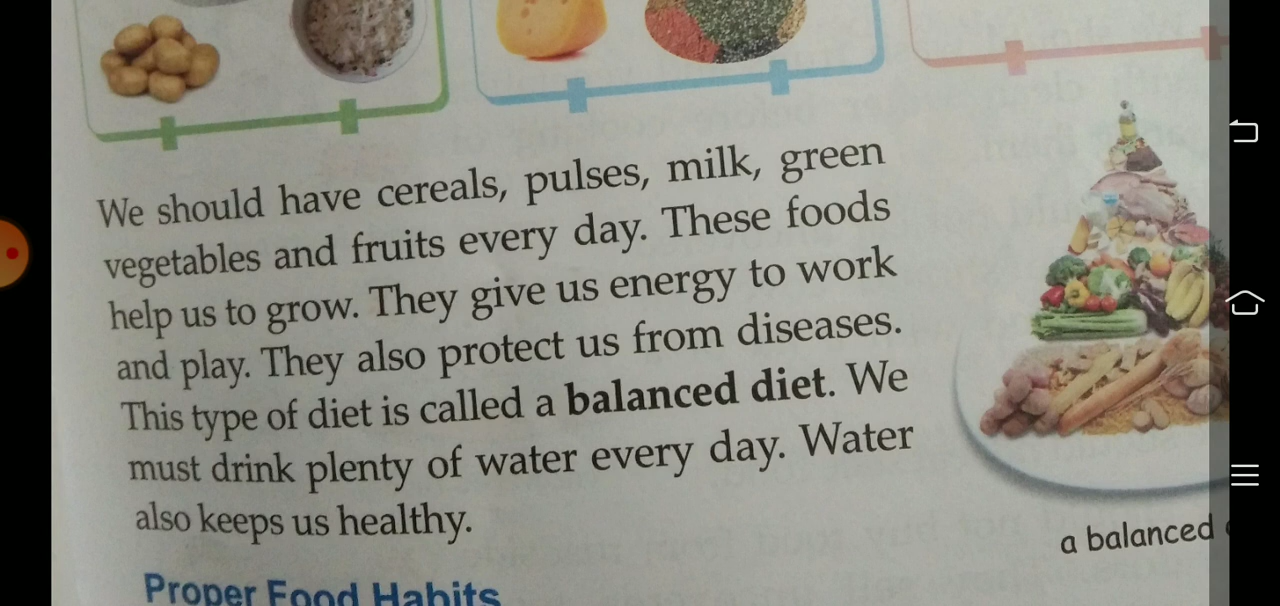 We should have cereals, pulses, milk, green
vegetables and fruits every day. These foods
help us to grow. They give us energy to work
and play. They also protect us from diseases.
This type of diet is called a balanced diet. We
must drink plenty of water every day. Water
also keeps us healthy.
a balanced
Proper Food Habits